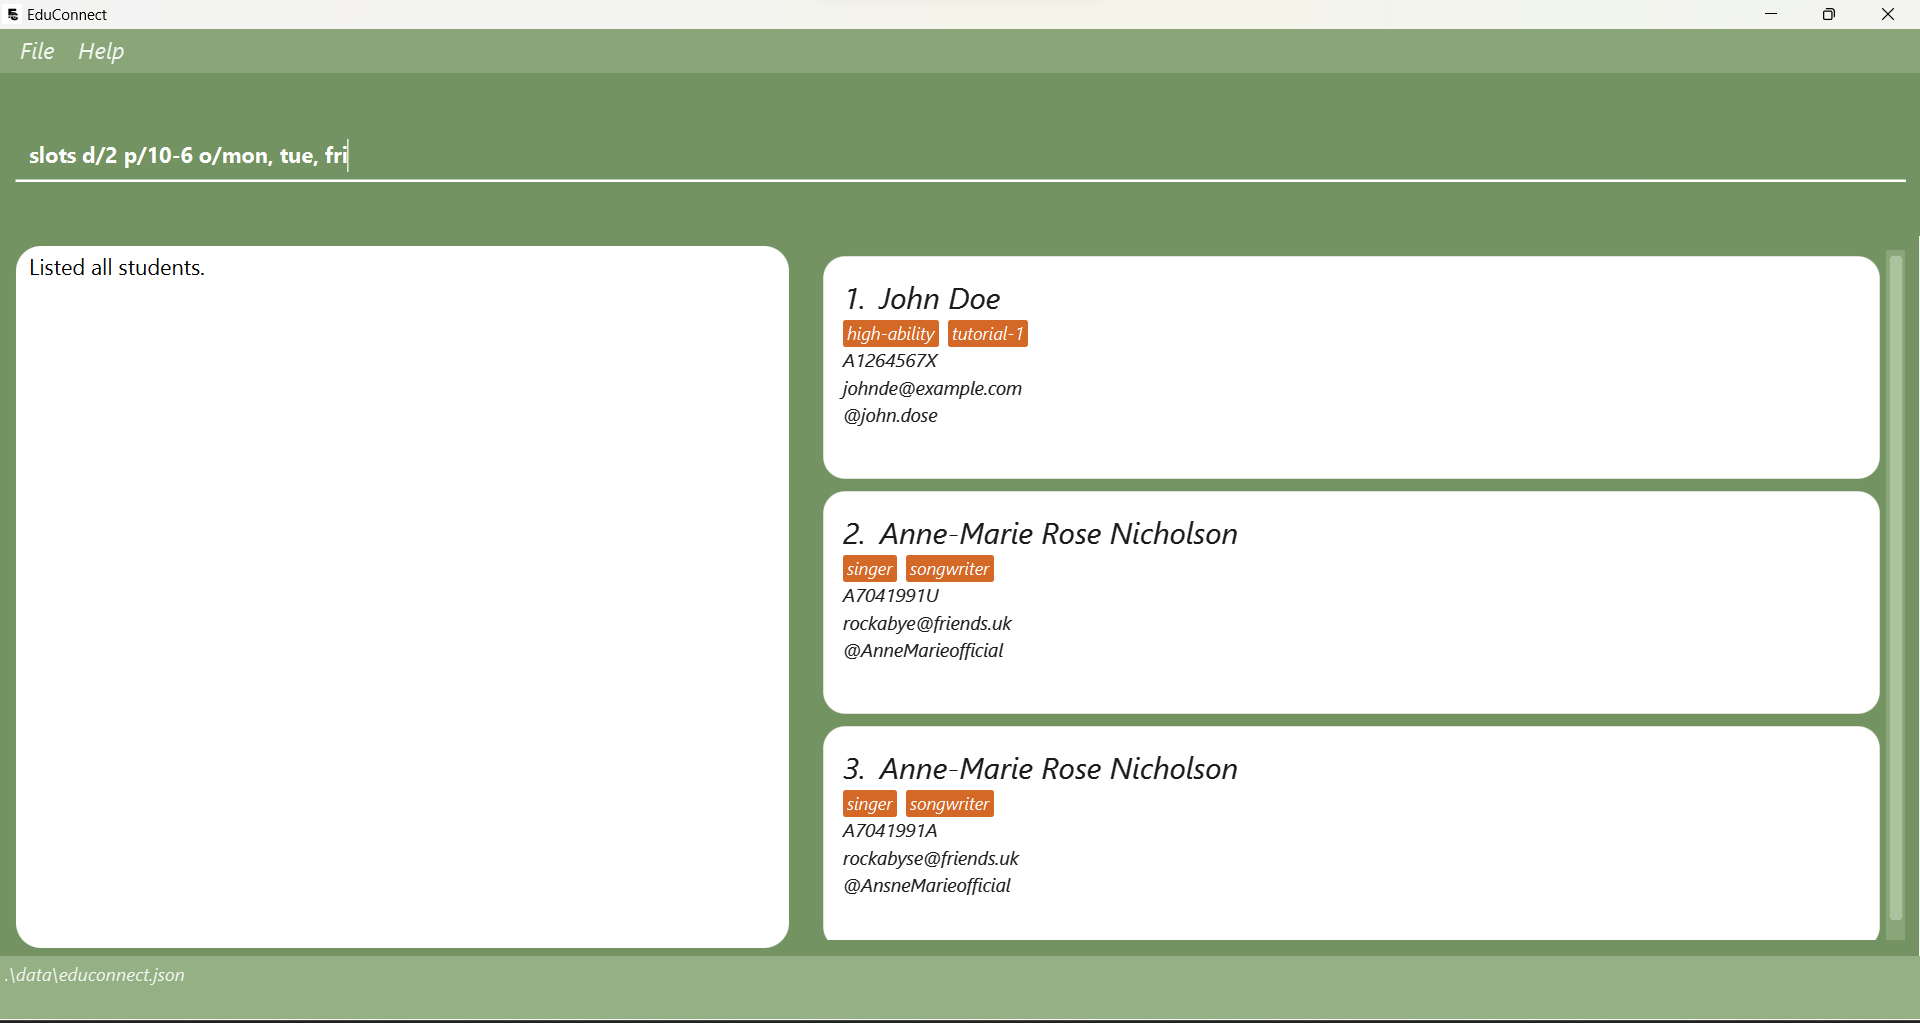 EduConnect
File Help
slots d/2 p/10-6 o/mon, tue, fri
Listed all students.
1. John Doe
high-ability tutorial-1
A1264567X
johnde@example.com
@john.dose
2. Anne-Marie Rose Nicholson
singer songwriter
A7041991U
rockabye@friends.uk
@AnneMarieofficial
3. Anne-Marie Rose Nicholson
singer songwriter
A7041991A
rockabyse@friends.uk
@AnsneMarieofficial
.\data\educonnect.json